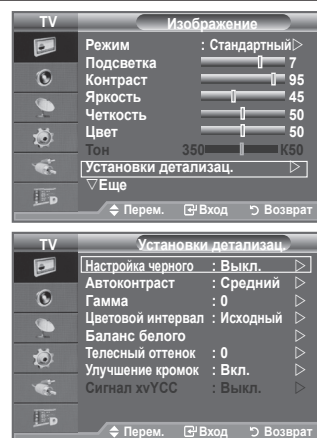 TV Изображение
Режим : Стандартный
Подсветка 7
Контраст 95
Яркость 45
Четкость 50
Цвет 50
Тон З50 К50
Установки детализац.
Еще
Перем. Вход Возврат
TV Установки детализац.
Настройка черного : Выкл.
Автоконтраст : Средний
Гамма : 0
Цветовой интервал : Исходный
Баланс белого
Телесный оттенок : 0
Улучшение кромок : Вкл.
Сигнал xvYCC : Выкл.
Перем. Вход Возврат